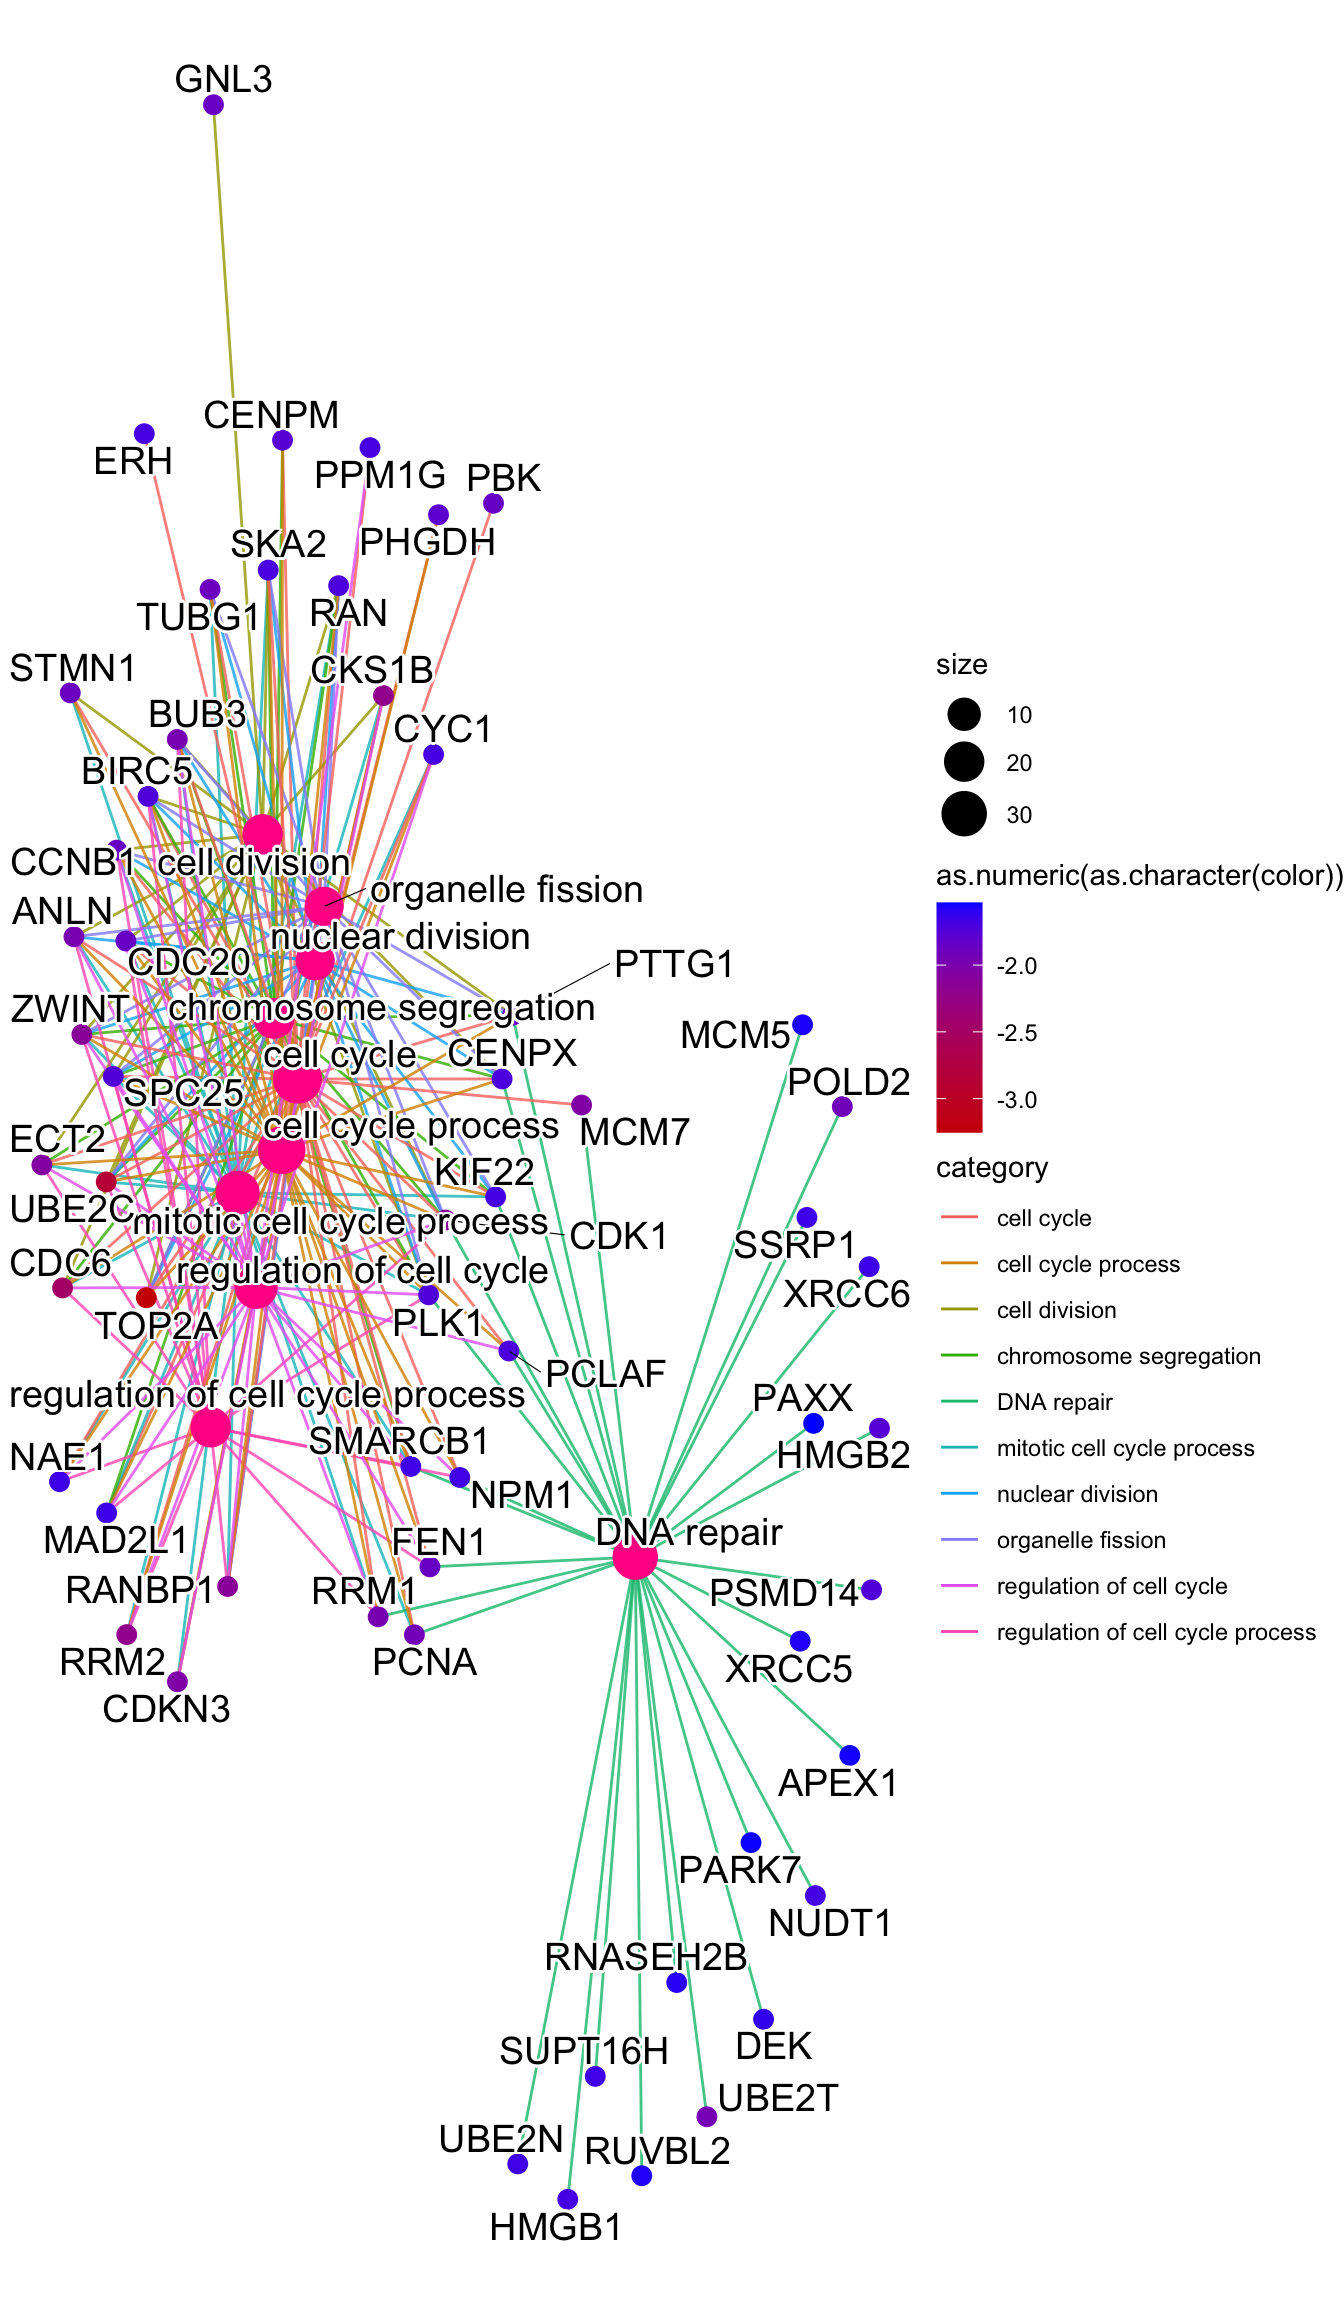 GNL3
CENPM
ERH
PPM1G
PBK
SKA2
PHGDH
TUBG1
RAN
STMN1
CKS1B
BUB3
CYC1
BIRC5
CCNB1
cell division
organelle fission
ANLN
nuclear division
CDC20
PTTG1
ZWINT
chromosome segregation
MCM5
cell cycle
CENPX
POLD2
SPC25
cell cycle process
MCM7
ECT2
KIF22
UBE2C
mitotic cell cycle process
CDK1
SSRP1
CDC6
regulation of cell cycle
XRCC6
TOP2A
PLK1
PCLAF
regulation of cell cycle process
PAXX
SMARCB1
HMGB2
NAE1
NPM1
MAD2L1
FEN1
DNA repair
RANBP1
RRM1
PSMD14
RRM2
PCNA
XRCC5
CDKN3
APEX1
PARK7
NUDT1
RNASEH2B
DEK
SUPT16H
UBE2T
UBE2N
RUVBL2
HMGB1
size
10
20
30
as.numeric(as.character(color))
-2.0
-2.5
-3.0
category
cell cycle
cell cycle process
cell division
chromosome segregation
DNA repair
mitotic cell cycle process
nuclear division
organelle fission
regulation of cell cycle
regulation of cell cycle process